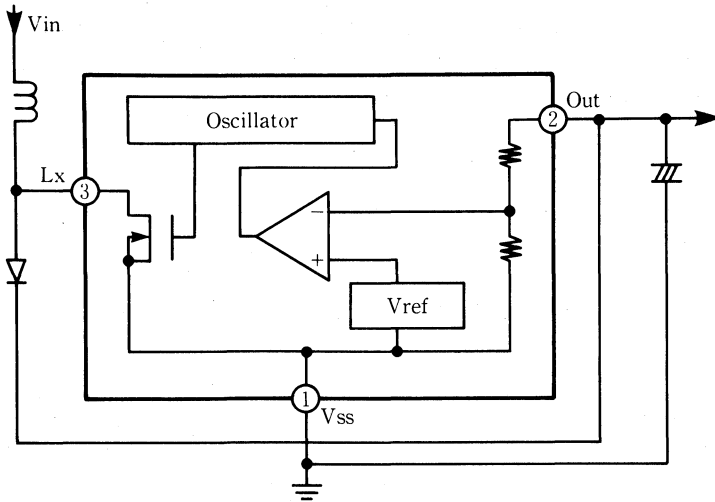 Vin
Oscillator
2
Out
Lx
3
−
+
Vref
1
Vss